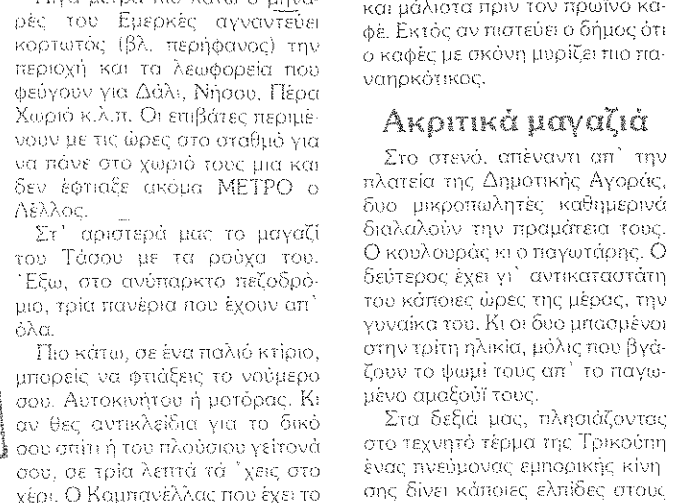 Λίγα μέτρα πιο κάτω ο μηνα-
ρές του Εμερκές αγναντεύει
κορτωτός (βλ. περήφανος) την
περιοχή και τα λεωφορεία που
φεύγουν για Δάλι, Νήσου, Πέρα
Χωριό κ.λ.π. Οι επιβάτες περιμέ-
νουν με τις ώρες στο σταθμό για
να πάνε στο χωριό τους μια και
δεν έφτιαξε ακόμα ΜΕΤΡΟ ο
Λέλλος.
Στ' αριστερά μας το μαγαζί
του Τάσου με τα ρούχα του.
Έξω, στο ανύπαρκτο πεζοδρό-
μιο, τρία πανέρια που έχουν απ'
όλα.
Πιο κάτω, σε ένα παλιό κτίριο,
μπορείς να φτιάξεις το νούμερο
σου. Αυτοκινήτου ή μοτόρας. Κι
αν θες αντικλείδια για το δικό
σου σπίτι ή του πλούσιου γείτονά
σου, σε τρία λεπτά τά 'χεις στο
χέρι. Ο Καμπανέλλας που έχει το
και μάλιστα πριν τον πρωινό κα-
φέ. Εκτός αν πιστεύει ο δήμος ότι
ο καφές με σκόνη μυρίζει πιο πα-
ναηρκότικος.
Ακριτικά μαγαζιά
Στο στενό, απέναντι απ' την
πλατεία της Δημοτικής Αγοράς,
δυο μικροπωλητές καθημερινά
διαλαλούν την πραμάτεια τους.
Ο κουλουράς κι ο παγωτάρης. Ο
δεύτερος έχει γι' αντικαταστάτη
του κάποιες ώρες της μέρας, την
γυναίκα του. Κι οι δυο μπασμένοι
στην τρίτη ηλικία, μόλις που βγά-
ζουν το ψωμί τους απ' το παγω-
μένο αμαξούϊ τους.
Στα δεξιά μας, πλησιάζοντας
στο τεχνητό τέρμα της Τρικούπη
ένας πνεύμονας εμπορικής κίνη
σης δίνει κάποιες ελπίδες στους